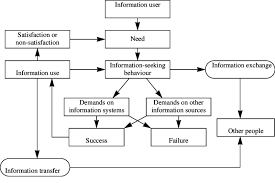 Information user
Satisfaction or
non-satisfaction
Need
Information use
Information-seeking
behaviour
Information exchange
Demands on
information systems
Demands on other
information sources
Success
Failure
Other people
Information transfer